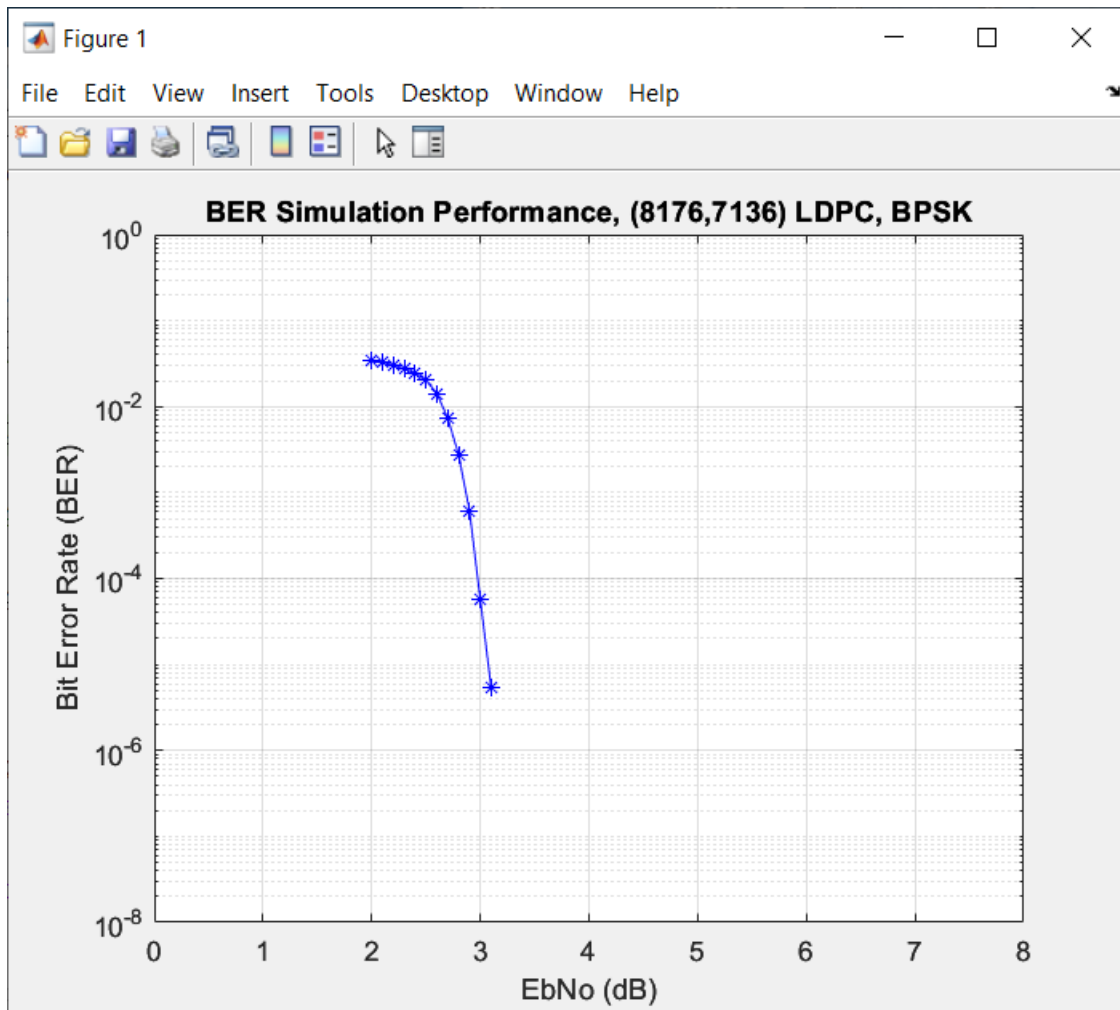 Figure 1
File Edit View Insert Tools Desktop Window Help
BER Simulation Performance, (8176,7136) LDPC, BPSK
10^0
10^-2
10^-4
10^-6
10^-8
Bit Error Rate (BER)
0 1 2 3 4 5 6 7 8
EbNo (dB)